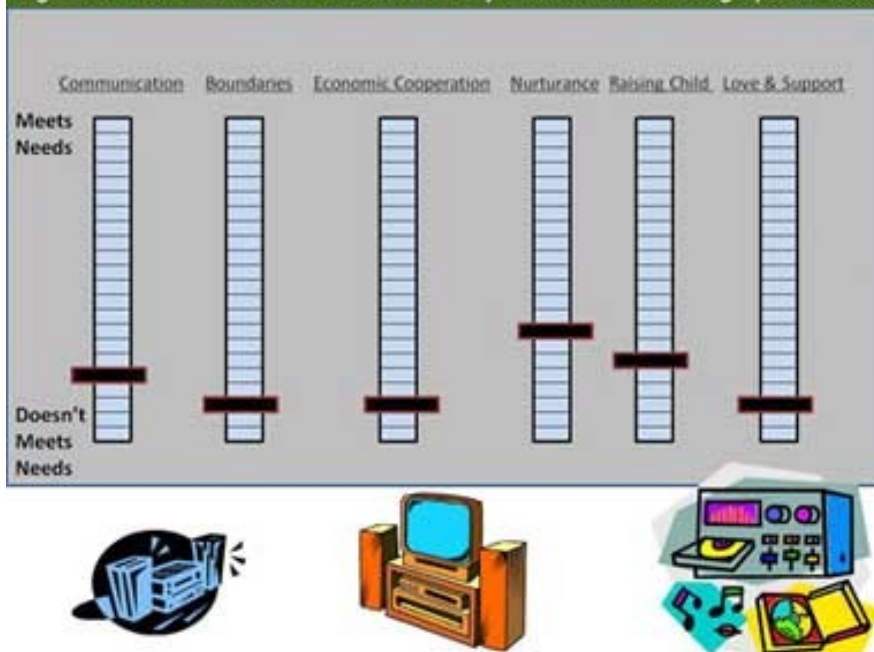 Communication Boundaries Economic Cooperation Nurturance Raising Child Love & Support
Meets
Needs
Doesn't
Meets
Needs